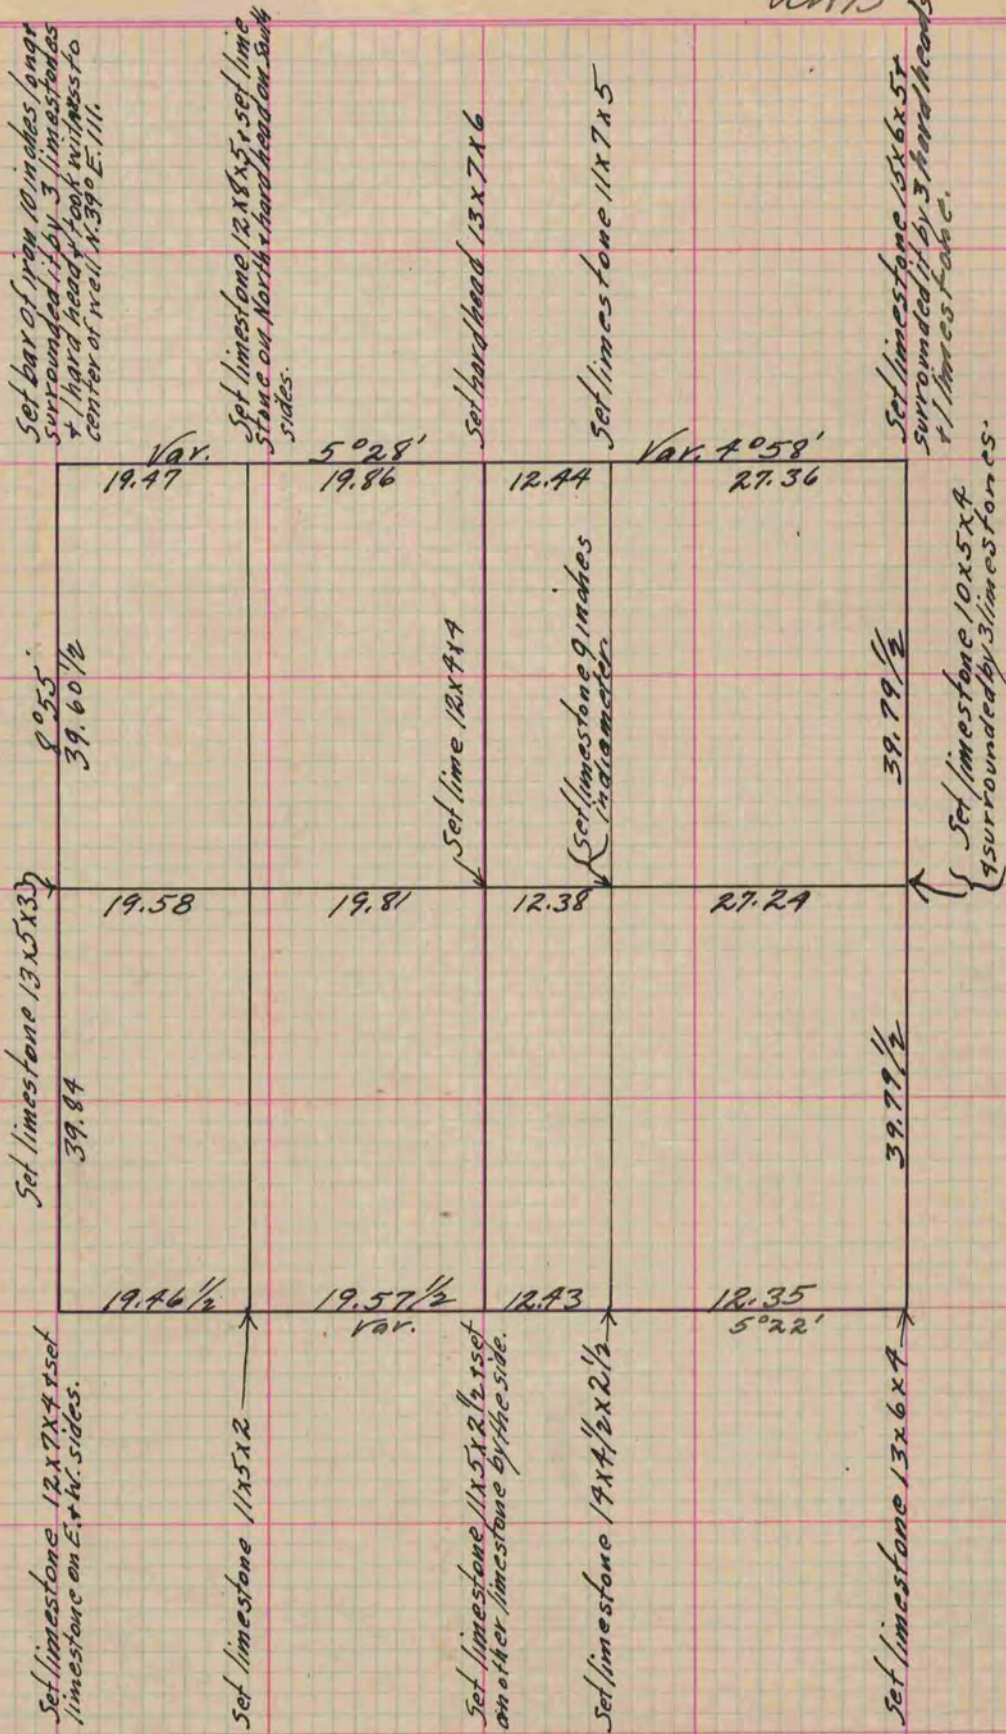 Set bar of iron 10 inches long &
surrounded it by 3 limestones
& 1 hard head & took witness to
center of well N.39° E. 111.
Set limestone 12x8x5 & set lime
stone on North & hard head on South
sides.
Set hard head 13x7x6
Set limestone 11x7x5
Set limestone 15x6x5 &
surrounded it by 3 hard heads
& 1 limestone.
Var. 5°28' Var. 4°58'
19.47 19.86 12.44 27.36
8°55'
39.60 1/2
Set lime 12x4x4
Set limestone 9 inches
in diameter.
39.79 1/2
Set limestone 10x5x4
& surrounded by 3 limestones.
Set limestone 13x5x3
19.58 19.81 12.38 27.24
39.84
39.79 1/2
19.46 1/2 19.57 1/2 12.43 12.35
Var. 5°22'
Set limestone 12x7x4 & set
limestone on E. & W. sides.
Set limestone 11x5x2
Set limestone 11x5x2 1/2 & set
another limestone by the side.
Set limestone 14x4 1/2x2 1/2
Set limestone 13x6x4